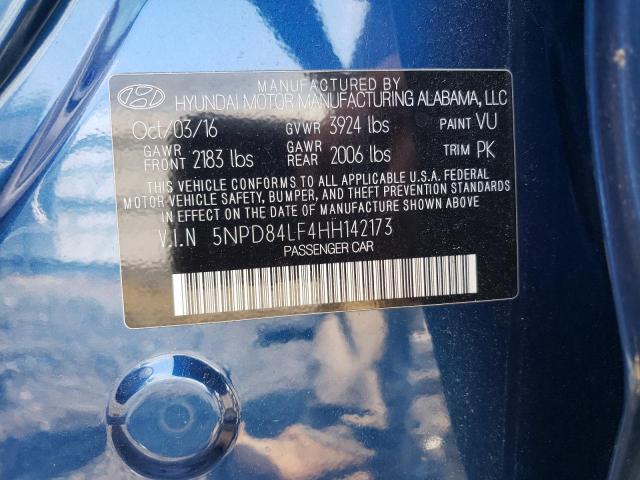 MANUFACTURED BY
HYUNDAI MOTOR MANUFACTURING ALABAMA, LLC
Oct/03/16 GVWR 3924 lbs PAINT VU
GAWR FRONT 2183 lbs GAWR REAR 2006 lbs TRIM PK
THIS VEHICLE CONFORMS TO ALL APPLICABLE U.S.A. FEDERAL
MOTOR VEHICLE SAFETY, BUMPER, AND THEFT PREVENTION STANDARDS
IN EFFECT ON THE DATE OF MANUFACTURE SHOWN ABOVE.
V.I.N 5NPD84LF4HH142173
PASSENGER CAR